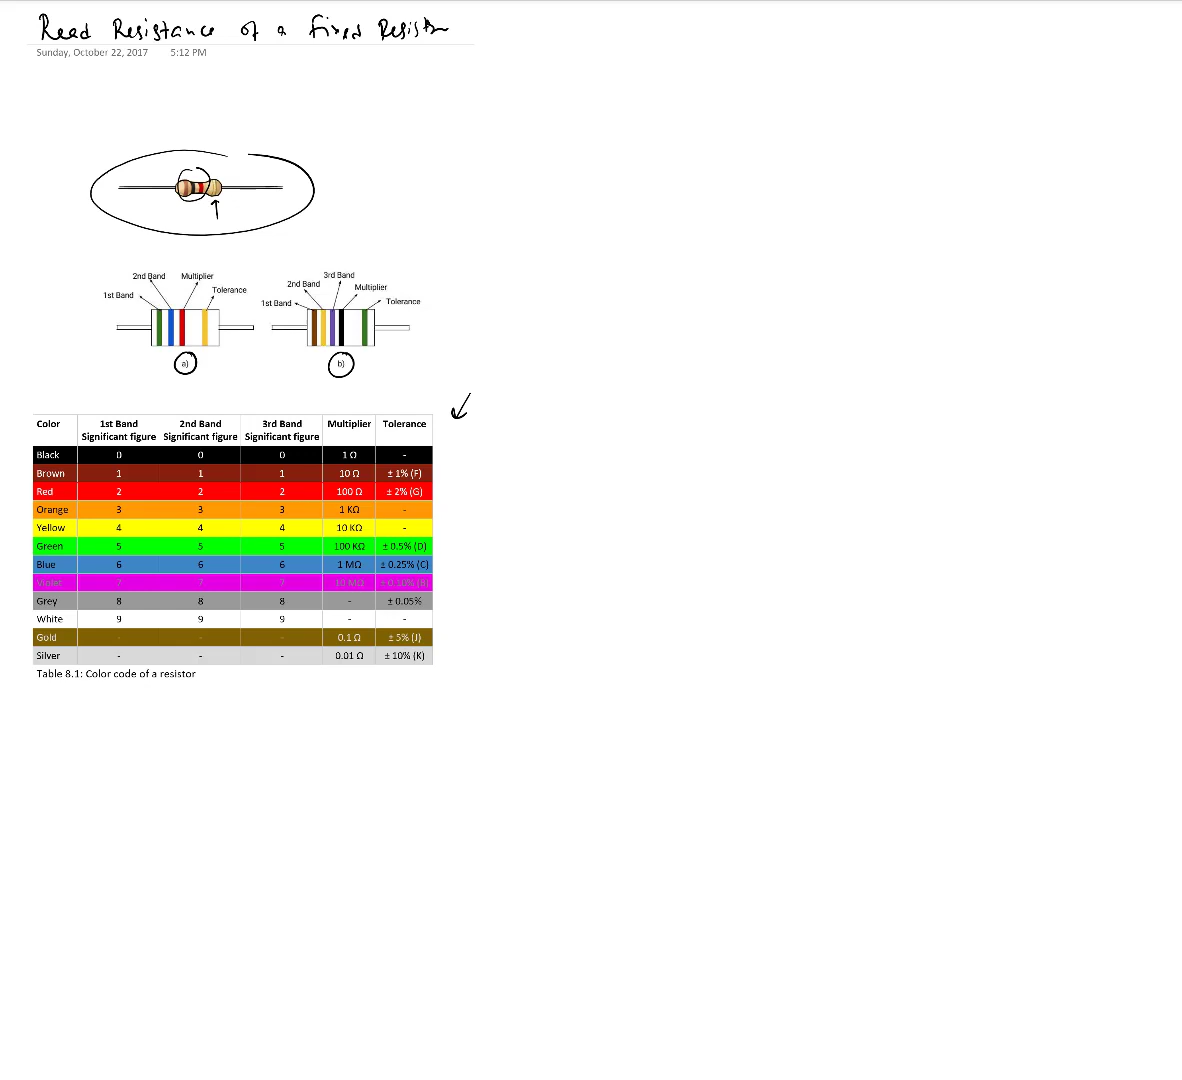 Read Resistance of a Fixed Resistor
Sunday, October 22, 2017 5:12 PM
2nd Band Multiplier
1st Band Tolerance
a)
3rd Band
2nd Band Multiplier
1st Band Tolerance
b)
Color 1st Band Significant figure 2nd Band Significant figure 3rd Band Significant figure Multiplier Tolerance
Black 0 0 0 1 Ω -
Brown 1 1 1 10 Ω ± 1% (F)
Red 2 2 2 100 Ω ± 2% (G)
Orange 3 3 3 1 KΩ -
Yellow 4 4 4 10 KΩ -
Green 5 5 5 100 KΩ ± 0.5% (D)
Blue 6 6 6 1 MΩ ± 0.25% (C)
Violet 7 7 7 10 MΩ ± 0.10% (B)
Grey 8 8 8 - ± 0.05%
White 9 9 9 - -
Gold - - - 0.1 Ω ± 5% (J)
Silver - - - 0.01 Ω ± 10% (K)
Table 8.1: Color code of a resistor